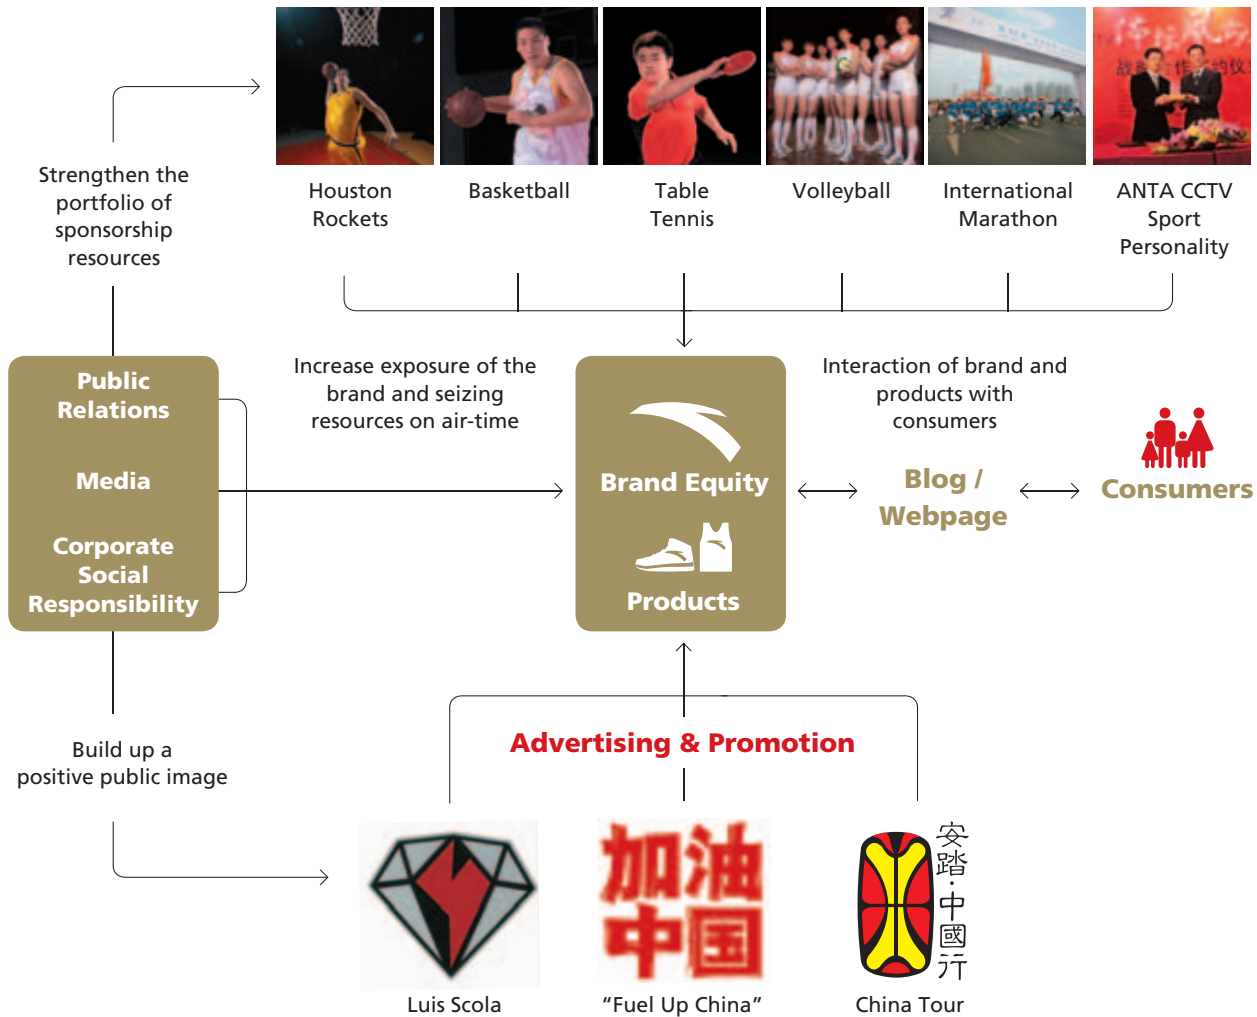 Houston
Rockets
Basketball
Table
Tennis
Volleyball
International
Marathon
ANTA CCTV
Sport
Personality
Strengthen the
portfolio of
sponsorship
resources
Public
Relations
Media
Corporate
Social
Responsibility
Increase exposure of the
brand and seizing
resources on air-time
Brand Equity
Products
Interaction of brand and
products with
consumers
Blog /
Webpage
Consumers
Build up a
positive public image
Advertising & Promotion
加油
中国
安踏·中國行
Luis Scola
“Fuel Up China”
China Tour